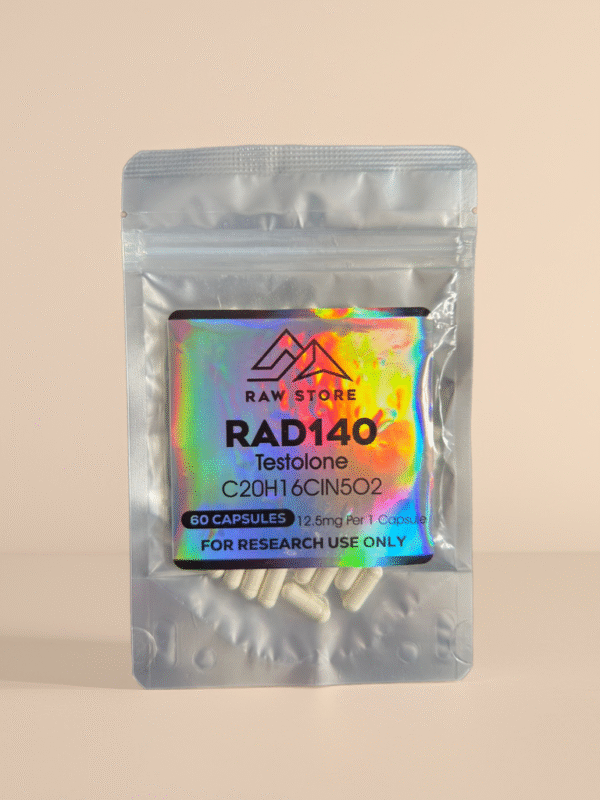 RAW STORE
RAD140
Testolone
C20H16ClN5O2
60 CAPSULES 12.5mg Per 1 Capsule
FOR RESEARCH USE ONLY